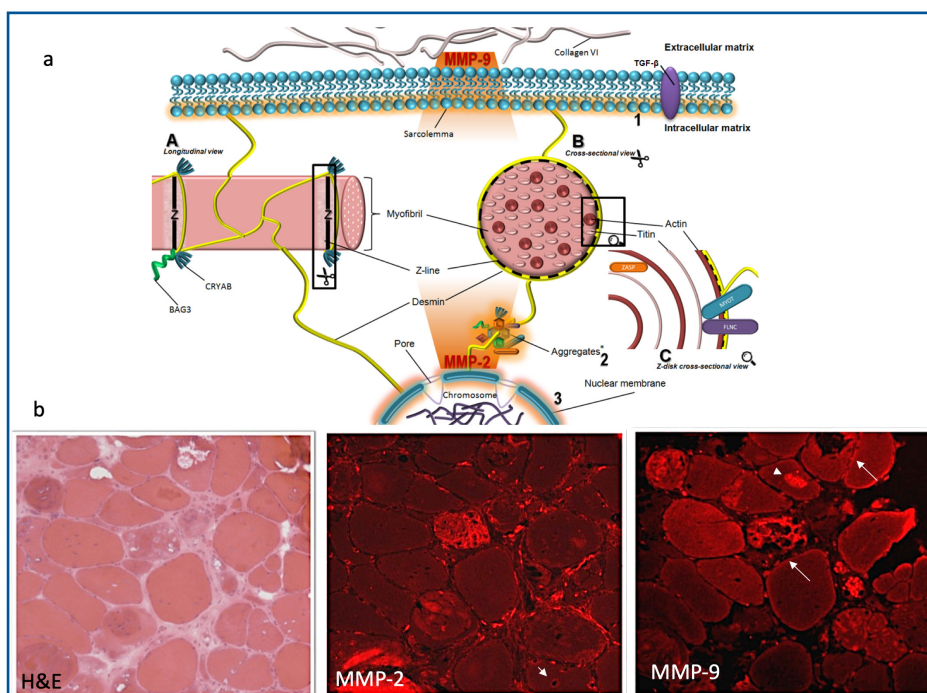 a
Collagen VI
MMP-9
Extracellular matrix
TGF-β
1
Sarcolemma
Intracellular matrix
A
Longitudinal view
B
Cross-sectional view
Z
Z
Myofibril
Actin
Titin
Z-line
CRYAB
BAG3
Desmin
ZASP
MYOT
FLNC
Aggregates*
2
C
Z-disk cross-sectional view
Pore
MMP-2
Nuclear membrane
Chromosome
3
b
H&E
MMP-2
MMP-9